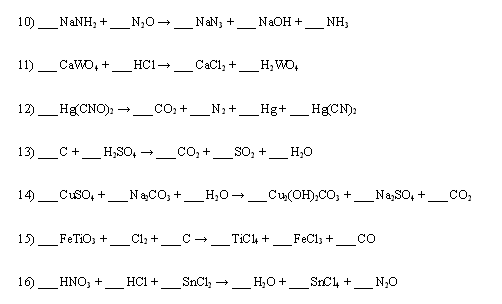 10) ___ NaNH₂ + ___ N₂O → ___ NaN₃ + ___ NaOH + ___ NH₃
11) ___ CaWO₄ + ___ HCl → ___ CaCl₂ + ___ H₂WO₄
12) ___ Hg(CNO)₂ → ___ CO₂ + ___ N₂ + ___ Hg + ___ Hg(CN)₂
13) ___ C + ___ H₂SO₄ → ___ CO₂ + ___ SO₂ + ___ H₂O
14) ___ CuSO₄ + ___ Na₂CO₃ + ___ H₂O → ___ Cu₂(OH)₂CO₃ + ___ Na₂SO₄ + ___ CO₂
15) ___ FeTiO₃ + ___ Cl₂ + ___ C → ___ TiCl₄ + ___ FeCl₃ + ___ CO
16) ___ HNO₃ + ___ HCl + ___ SnCl₂ → ___ H₂O + ___ SnCl₄ + ___ N₂O